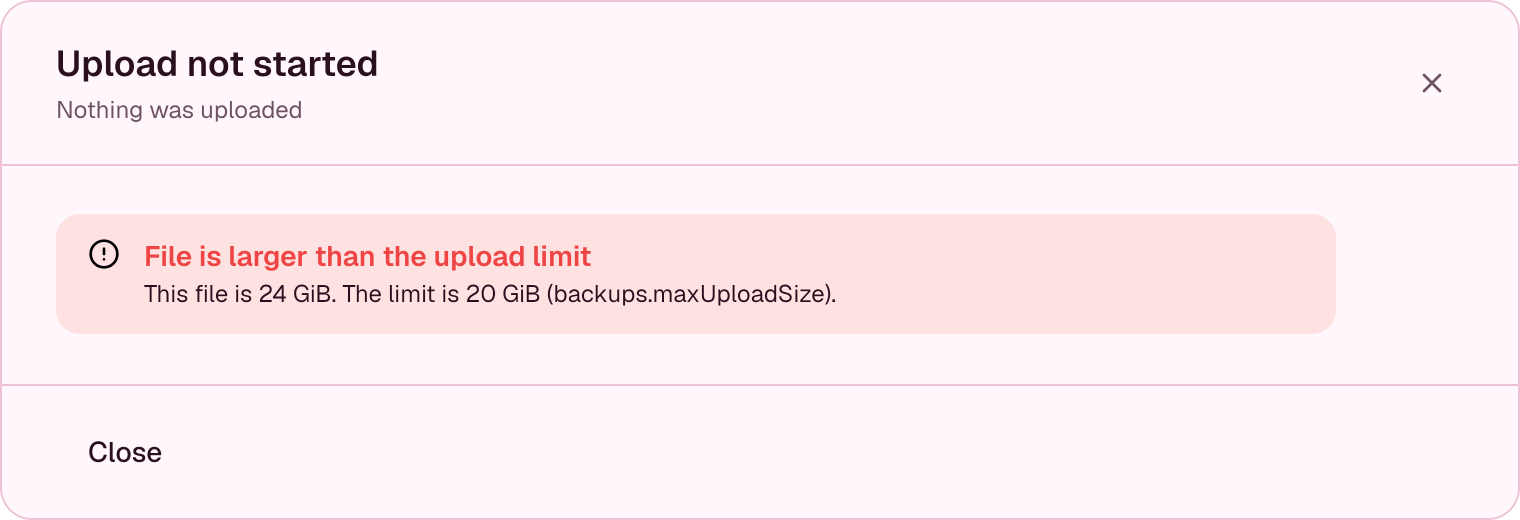 Upload not started
Nothing was uploaded
File is larger than the upload limit
This file is 24 GiB. The limit is 20 GiB (backups.maxUploadSize).
Close